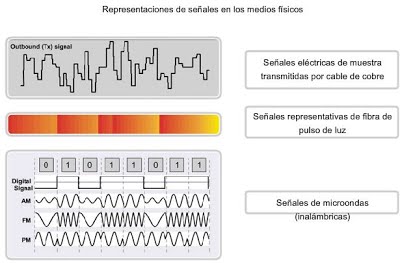 Representaciones de señales en los medios físicos
Outbound (Tx) signal
Señales eléctricas de muestra
transmitidas por cable de cobre
Señales representativas de fibra de
pulso de luz
0 1 0 1 1 0 1 1
Digital
Signal
AM
FM
PM
Señales de microondas
(inalámbricas)